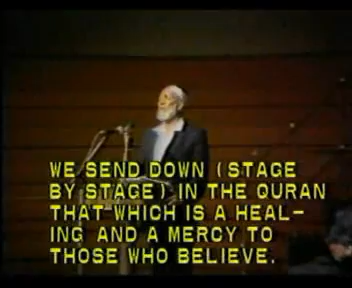 WE SEND DOWN (STAGE
BY STAGE) IN THE QURAN
THAT WHICH IS A HEAL-
ING AND A MERCY TO
THOSE WHO BELIEVE.